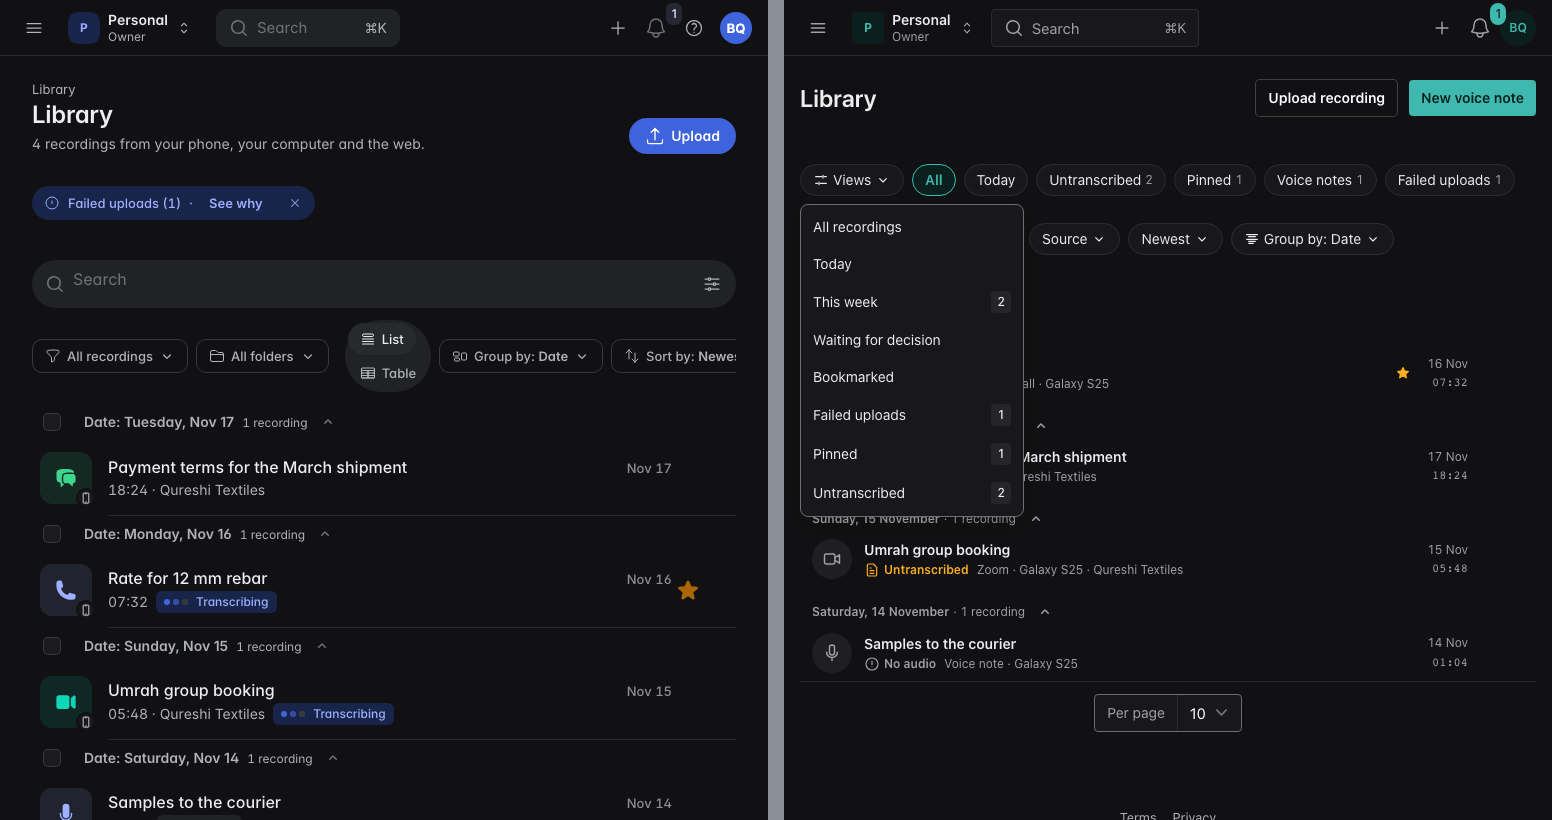 P
Personal
Owner
Search
⌘K
1
BQ
Library
Library
4 recordings from your phone, your computer and the web.
Upload
Failed uploads (1) · See why
Search
All recordings
All folders
List
Table
Group by: Date
Sort by: Newes
Date: Tuesday, Nov 17 1 recording
Payment terms for the March shipment
Nov 17
18:24 · Qureshi Textiles
Date: Monday, Nov 16 1 recording
Rate for 12 mm rebar
Nov 16
07:32 Transcribing
Date: Sunday, Nov 15 1 recording
Umrah group booking
Nov 15
05:48 · Qureshi Textiles Transcribing
Date: Saturday, Nov 14 1 recording
Samples to the courier
Nov 14
P
Personal
Owner
Search
⌘K
1
BQ
Library
Upload recording
New voice note
Views
All
Today
Untranscribed 2
Pinned 1
Voice notes 1
Failed uploads 1
Source
Newest
Group by: Date
All recordings
Today
This week 2
Waiting for decision
Bookmarked
Failed uploads 1
Pinned 1
Untranscribed 2
16 Nov
all · Galaxy S25
07:32
March shipment
17 Nov
reshi Textiles
18:24
Sunday, 15 November · 1 recording
Umrah group booking
15 Nov
Untranscribed Zoom · Galaxy S25 · Qureshi Textiles
05:48
Saturday, 14 November · 1 recording
Samples to the courier
14 Nov
No audio Voice note · Galaxy S25
01:04
Per page
10
Terms
Privacy